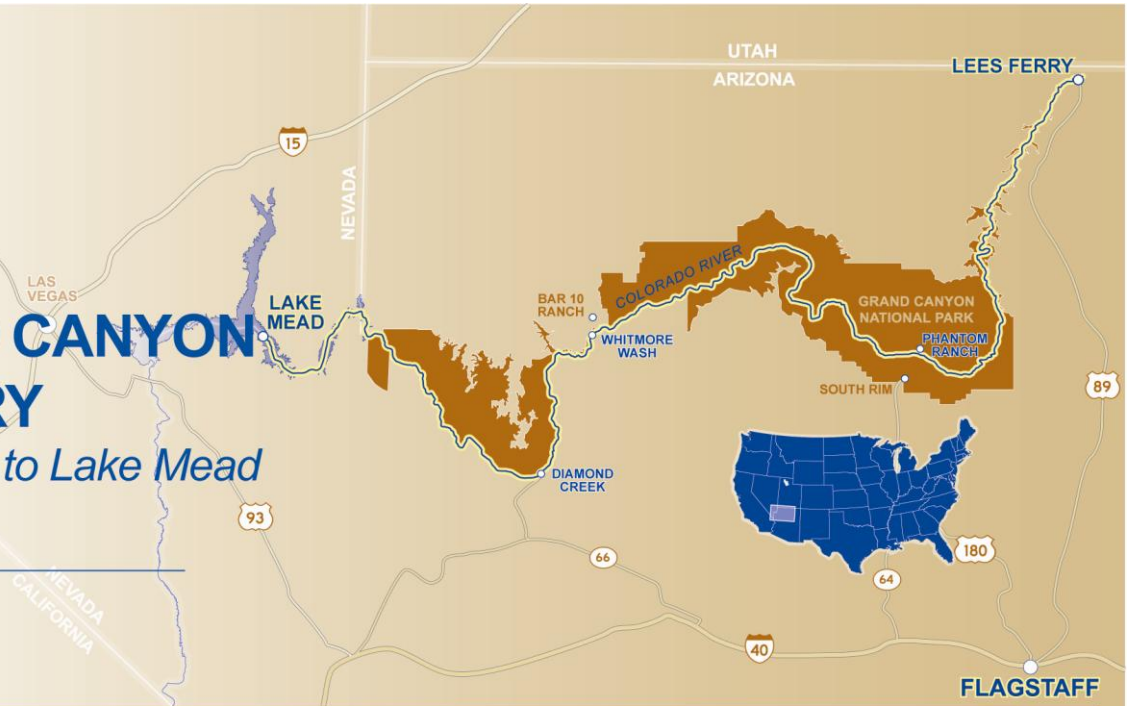 UTAH
ARIZONA
LEES FERRY
15
NEVADA
LAS
VEGAS
LAKE
MEAD
CANYON
RY
to Lake Mead
BAR 10
RANCH
COLORADO RIVER
WHITMORE
WASH
GRAND CANYON
NATIONAL PARK
PHANTOM
RANCH
SOUTH RIM
89
DIAMOND
CREEK
93
66
180
64
NEVADA
CALIFORNIA
40
FLAGSTAFF